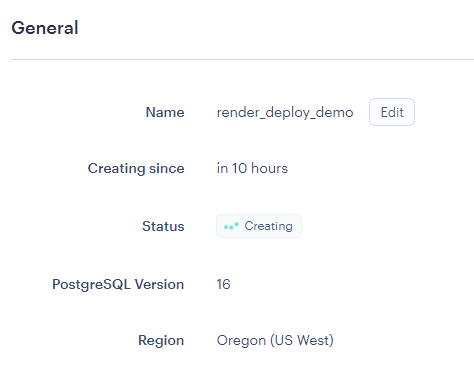 General
Name render_deploy_demo Edit
Creating since in 10 hours
Status Creating
PostgreSQL Version 16
Region Oregon (US West)